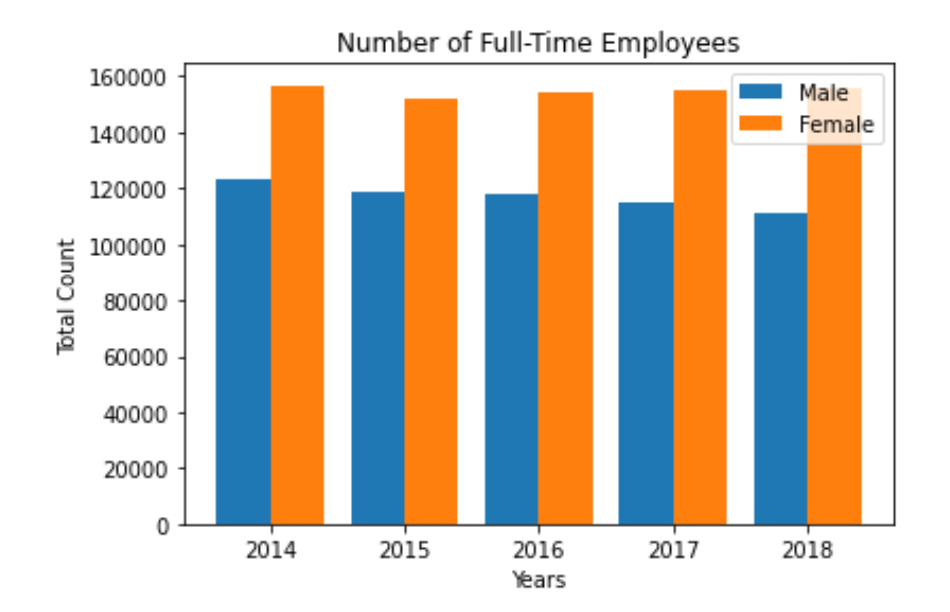 Number of Full-Time Employees
Male
Female
160000
140000
120000
100000
80000
60000
40000
20000
0
Total Count
2014 2015 2016 2017 2018
Years